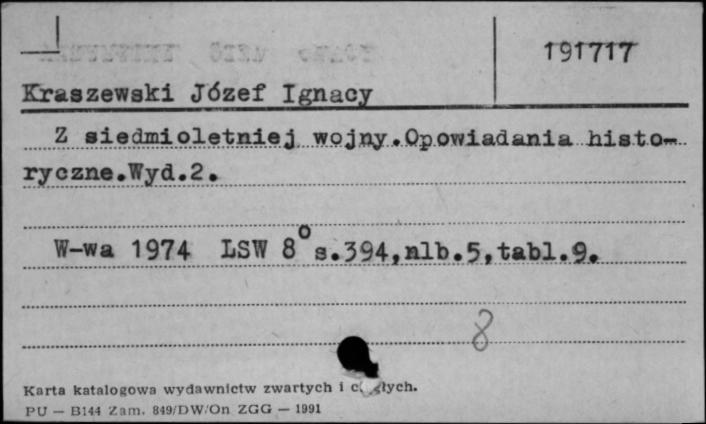 191717
Kraszewski Józef Ignacy
Z siedmioletniej wojny.Opowiadania histo-
ryczne.Wyd.2.
W-wa 1974 LSW 8° s.394,nlb.5,tabl.9.
8
Karta katalogowa wydawnictw zwartych i
PU — B144 Zam. 849/DW/On ZGG — 1991